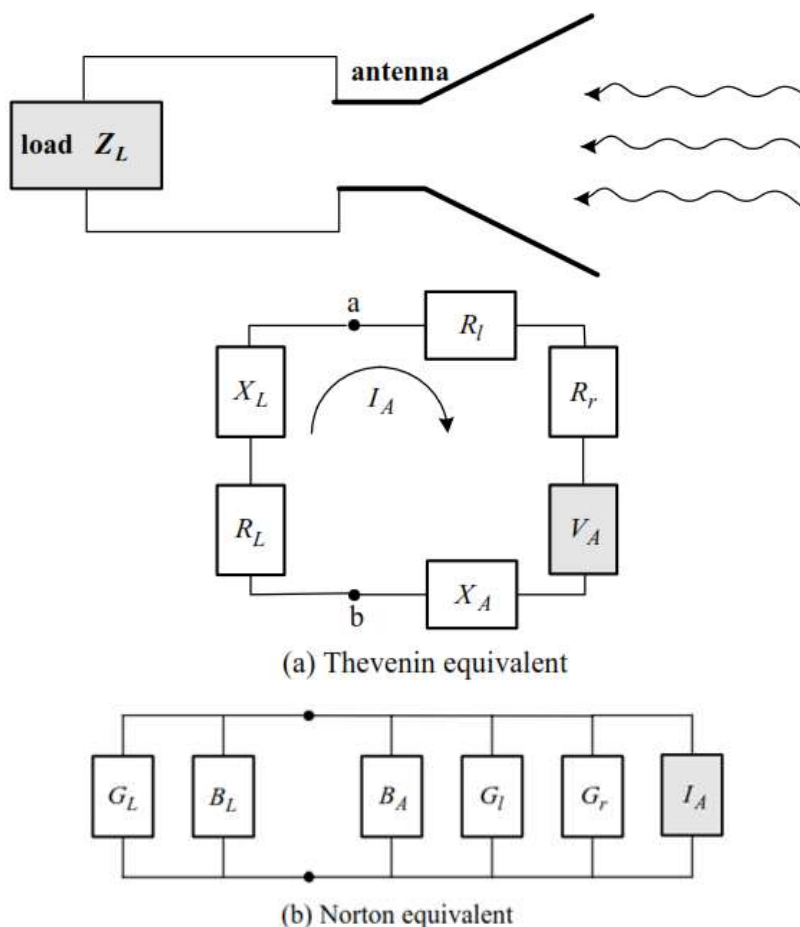 antenna
load Z_L
a
R_l
X_L
I_A
R_r
R_L
V_A
b
X_A
(a) Thevenin equivalent
G_L B_L B_A G_l G_r I_A
(b) Norton equivalent